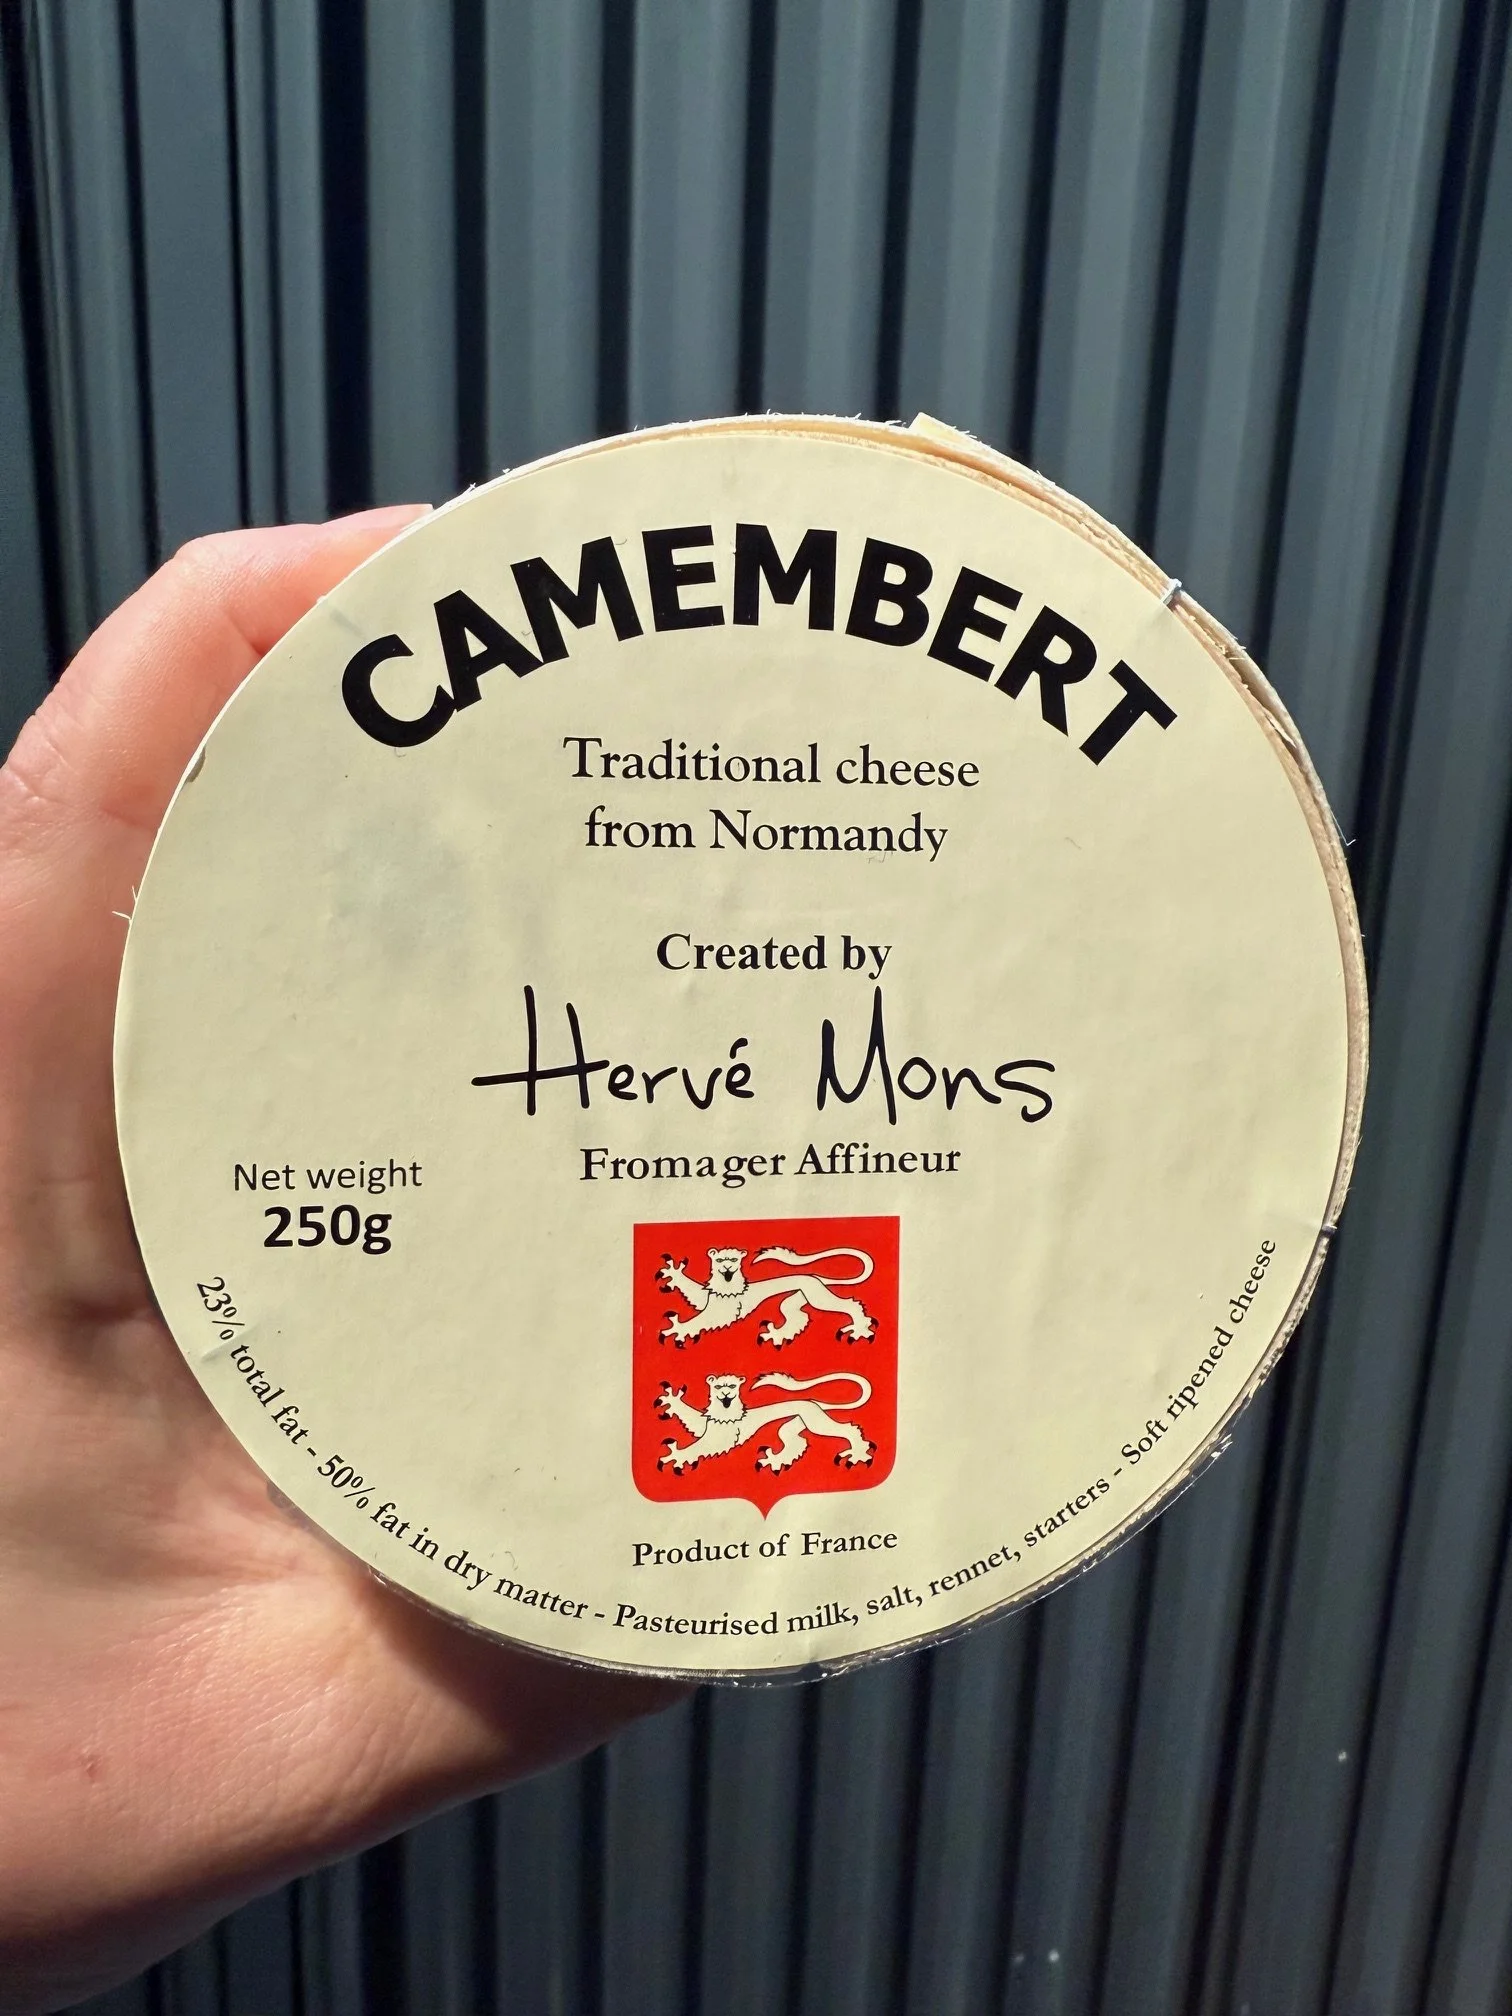 CAMEMBERT
Traditional cheese
from Normandy
Created by
Hervé Mons
Fromager Affineur
Net weight
250g
Product of France
23% total fat - 50% fat in dry matter - Pasteurised milk, salt, rennet, starters - Soft ripened cheese